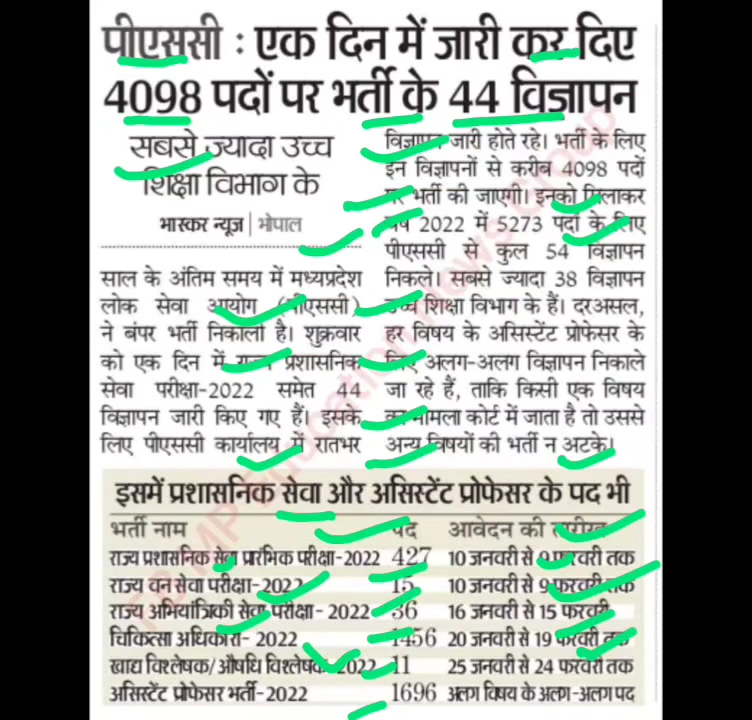 पीएससी : एक दिन में जारी कर दिए
4098 पदों पर भर्ती के 44 विज्ञापन
सबसे ज्यादा उच्च
शिक्षा विभाग के
भास्कर न्यूज | भोपाल
साल के अंतिम समय में मध्यप्रदेश
लोक सेवा आयोग (पीएससी)
ने बंपर भर्ती निकाली है। शुक्रवार
को एक दिन में राज्य प्रशासनिक
सेवा परीक्षा-2022 समेत 44
विज्ञापन जारी किए गए हैं। इसके
लिए पीएससी कार्यालय में रातभर
विज्ञापन जारी होते रहे। भर्ती के लिए
इन विज्ञापनों से करीब 4098 पदों
पर भर्ती की जाएगी। इनको मिलाकर
वर्ष 2022 में 5273 पदों के लिए
पीएससी से कुल 54 विज्ञापन
निकले। सबसे ज्यादा 38 विज्ञापन
उच्च शिक्षा विभाग के हैं। दरअसल,
हर विषय के असिस्टेंट प्रोफेसर के
लिए अलग-अलग विज्ञापन निकाले
जा रहे हैं, ताकि किसी एक विषय
का मामला कोर्ट में जाता है तो उससे
अन्य विषयों की भर्ती न अटके।
इसमें प्रशासनिक सेवा और असिस्टेंट प्रोफेसर के पद भी
भर्ती नाम पद आवेदन की तारीख
राज्य प्रशासनिक सेवा प्रारंभिक परीक्षा-2022 427 10 जनवरी से 9 फरवरी तक
राज्य वन सेवा परीक्षा-2022 15 10 जनवरी से 9 फरवरी तक
राज्य अभियांत्रिकी सेवा परीक्षा- 2022 36 16 जनवरी से 15 फरवरी
चिकित्सा अधिकारी- 2022 1456 20 जनवरी से 19 फरवरी तक
खाद्य विश्लेषक/औषधि विश्लेषक-2022 11 25 जनवरी से 24 फरवरी तक
असिस्टेंट प्रोफेसर भर्ती-2022 1696 अलग विषय के अलग-अलग पद